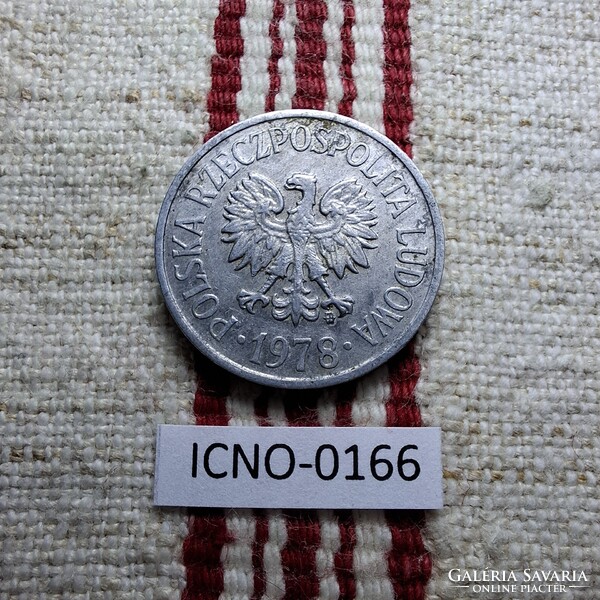 POLSKA RZECZPOSPOLITA LUDOWA
· 1978 ·
ICNO-0166
GALÉRIA SAVARIA
ONLINE PIACTÉR